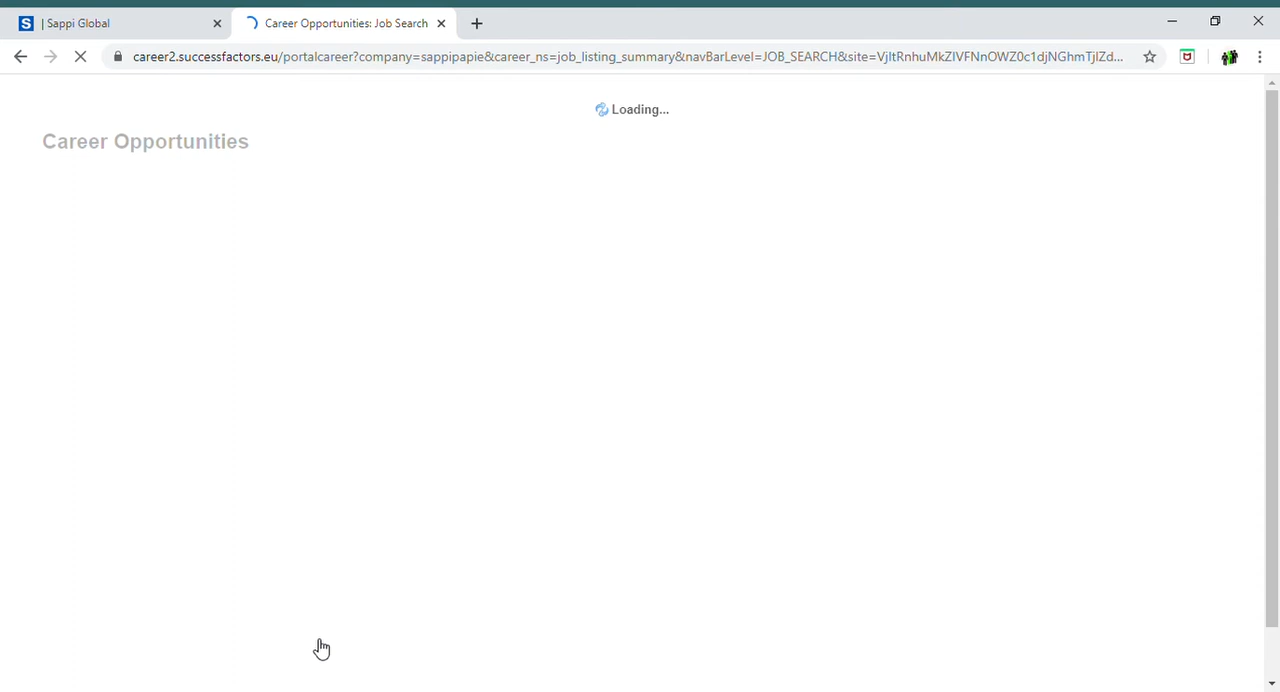 | Sappi Global
Career Opportunities: Job Search
career2.successfactors.eu/portalcareer?company=sappipapie&career_ns=job_listing_summary&navBarLevel=JOB_SEARCH&site=VjltRnhuMkZIVFNnOWZ0c1djNGhmTjlZd...
Loading...
Career Opportunities